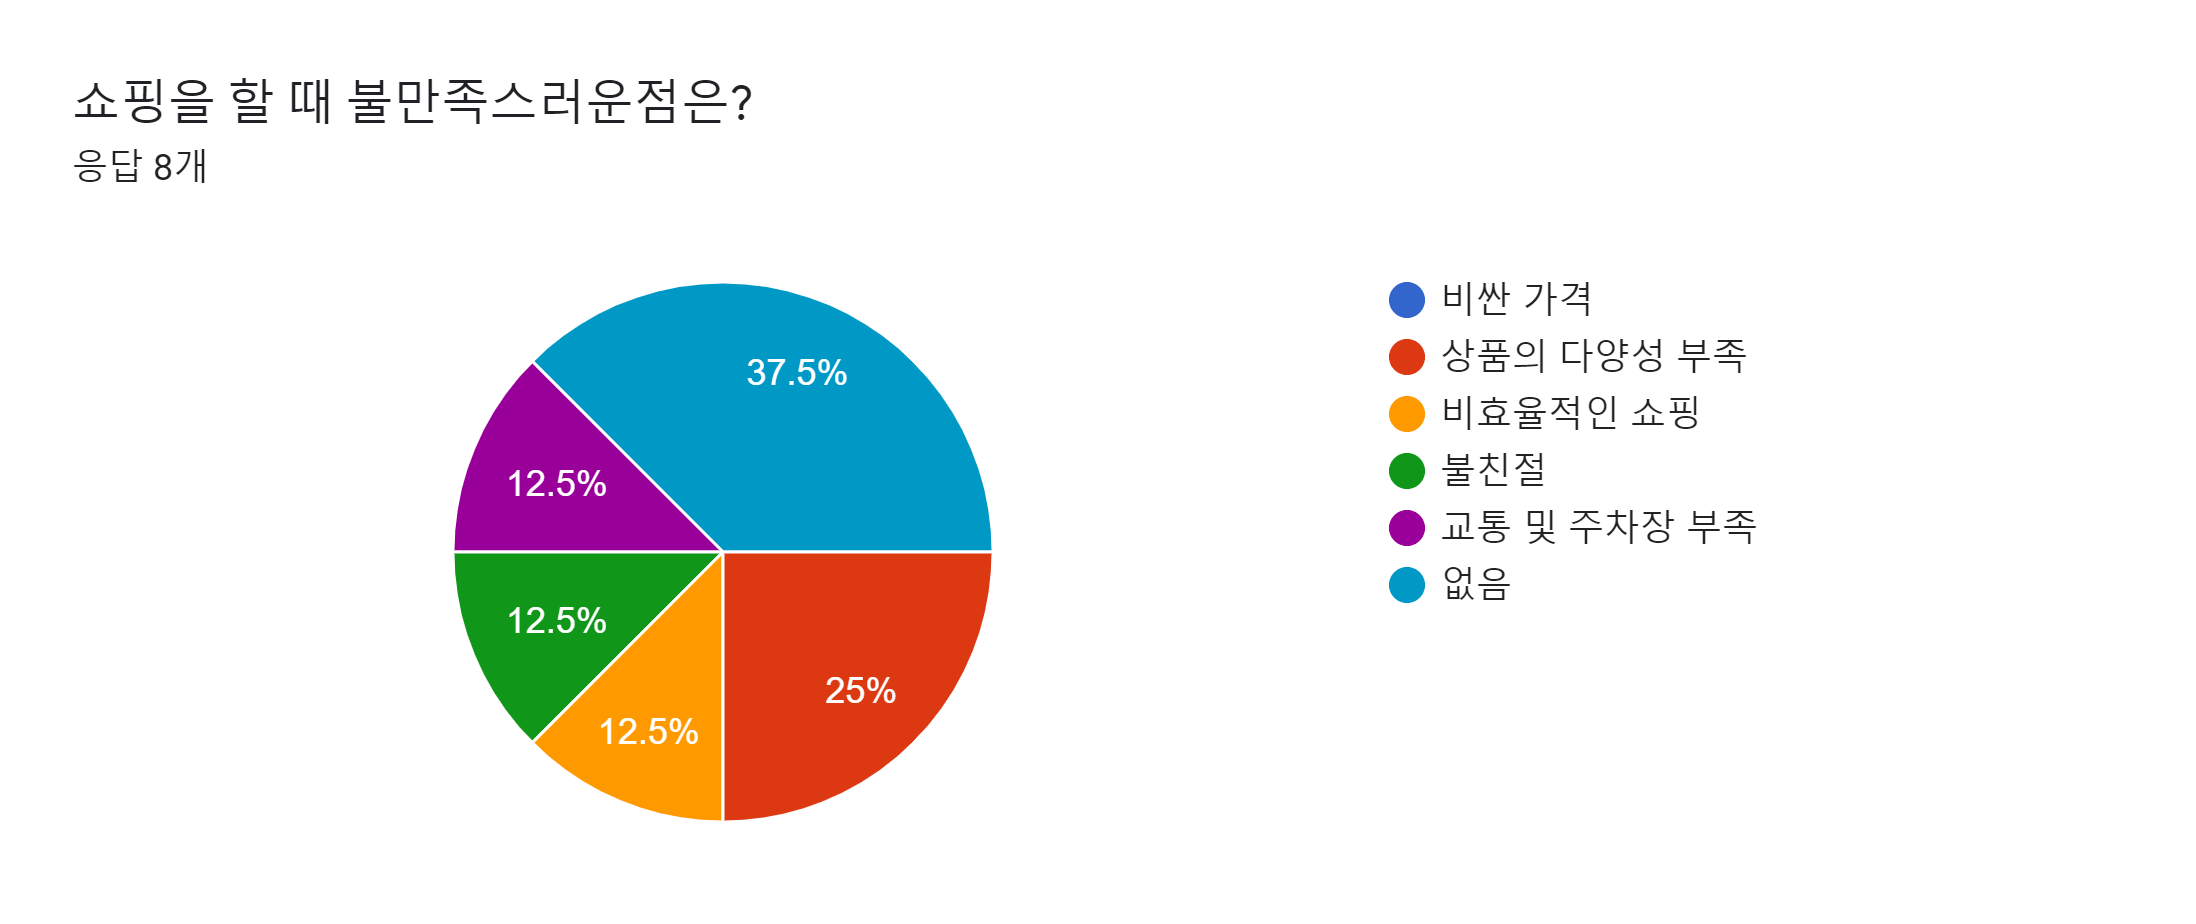 쇼핑을 할 때 불만족스러운점은?
응답 8개
37.5%
12.5%
12.5%
12.5%
25%
비싼 가격
상품의 다양성 부족
비효율적인 쇼핑
불친절
교통 및 주차장 부족
없음